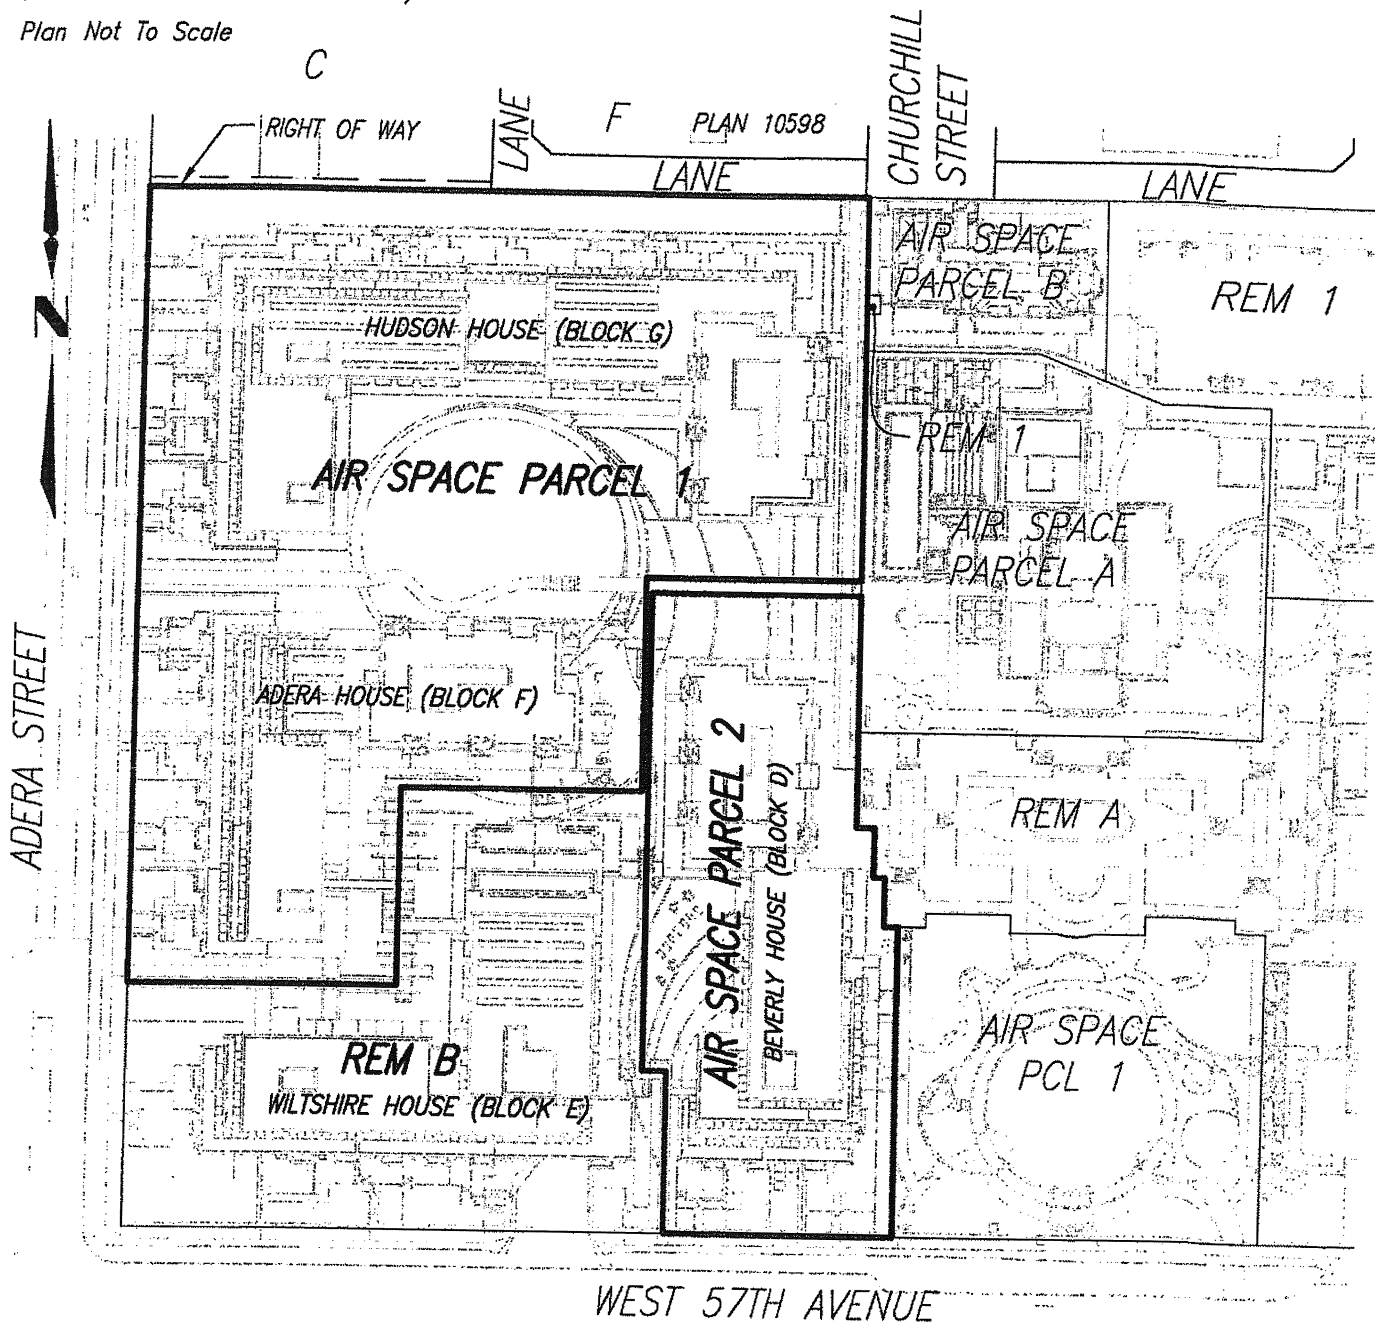 Plan Not To Scale
C
LANE
F
PLAN 10598
CHURCHILL
STREET
RIGHT OF WAY
LANE
LANE
AIR SPACE
PARCEL B
REM 1
N
HUDSON HOUSE (BLOCK G)
REM 1
AIR SPACE PARCEL 1
AIR SPACE
PARCEL A
ADERA STREET
ADERA HOUSE (BLOCK F)
AIR SPACE PARCEL 2
BEVERLY HOUSE (BLOCK D)
REM A
REM B
WILTSHIRE HOUSE (BLOCK E)
AIR SPACE
PCL 1
WEST 57TH AVENUE